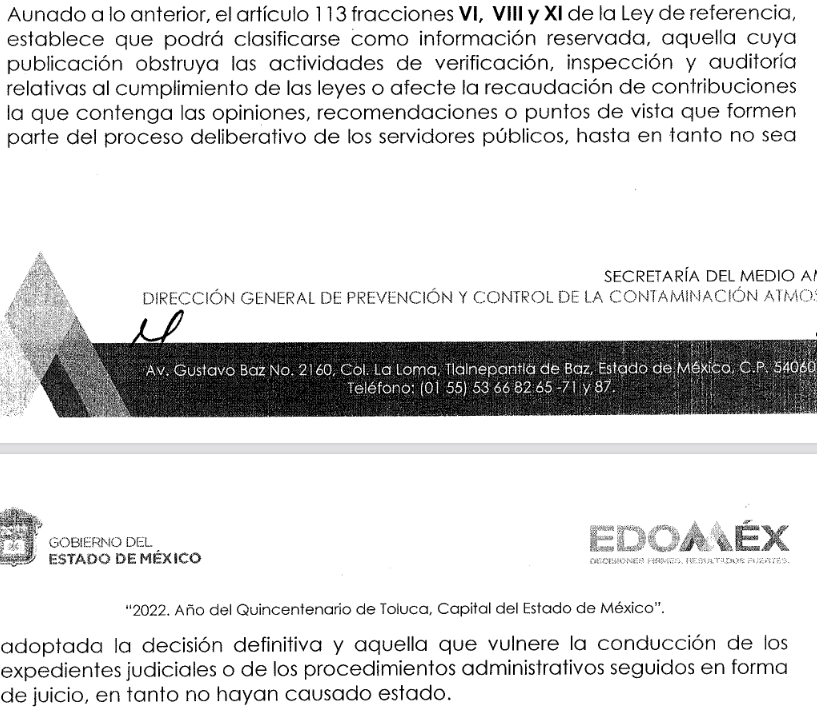 Aunado a lo anterior, el artículo 113 fracciones VI, VIII y XI de la Ley de referencia,
establece que podrá clasificarse como información reservada, aquella cuya
publicación obstruya las actividades de verificación, inspección y auditoría
relativas al cumplimiento de las leyes o afecte la recaudación de contribuciones
la que contenga las opiniones, recomendaciones o puntos de vista que formen
parte del proceso deliberativo de los servidores públicos, hasta en tanto no sea
SECRETARÍA DEL MEDIO AM
DIRECCIÓN GENERAL DE PREVENCIÓN Y CONTROL DE LA CONTAMINACIÓN ATMOS
Av. Gustavo Baz No. 2160, Col. La Loma, Tlalnepantla de Baz, Estado de México, C.P. 54060
Teléfono: (01 55) 53 66 82 65 -71 y 87.
GOBIERNO DEL
ESTADO DE MÉXICO
EDOMÉX
DECISIONES FIRMES, RESULTADOS FUERTES.
"2022. Año del Quincentenario de Toluca, Capital del Estado de México".
adoptada la decisión definitiva y aquella que vulnere la conducción de los
expedientes judiciales o de los procedimientos administrativos seguidos en forma
de juicio, en tanto no hayan causado estado.